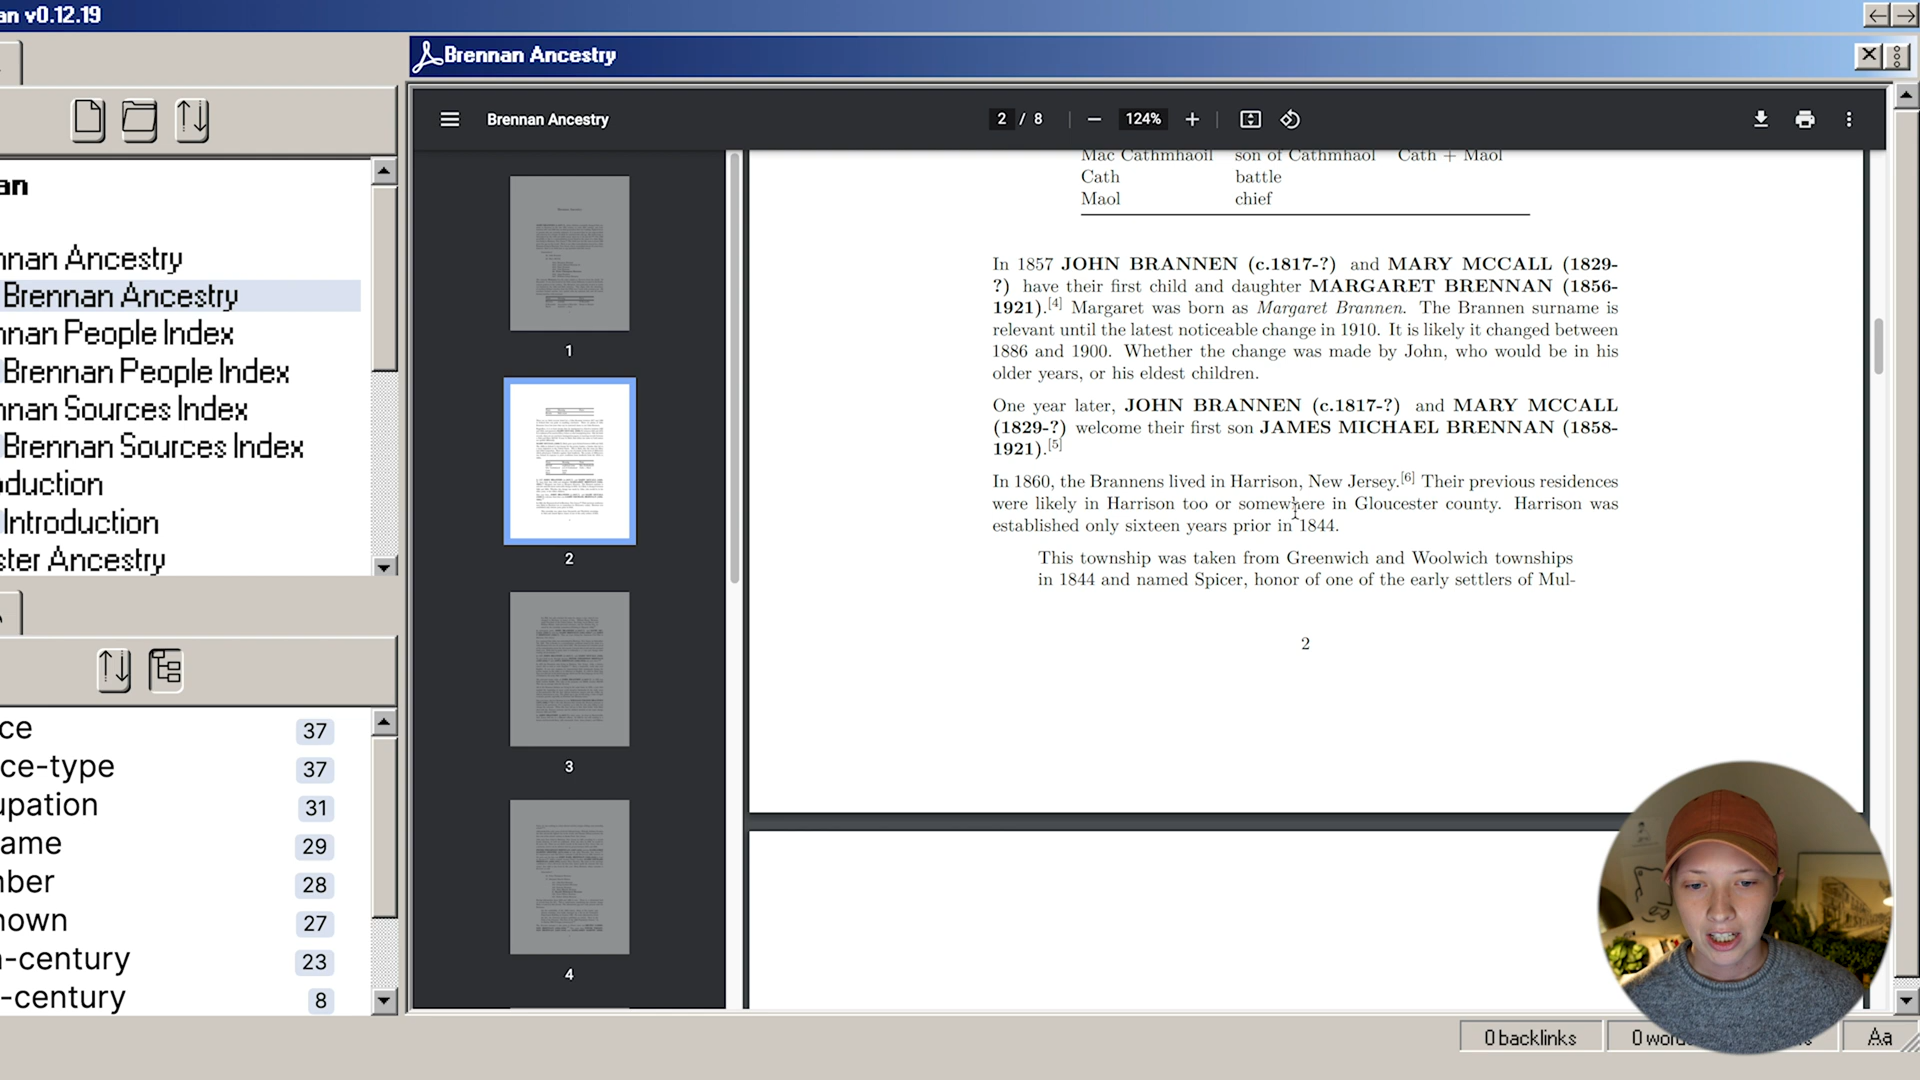 an v0.12.19
Brennan Ancestry
Brennan Ancestry
2 / 8
124%
an
nnan Ancestry
Brennan Ancestry
nnan People Index
Brennan People Index
nnan Sources Index
Brennan Sources Index
oduction
Introduction
ster Ancestry
ce 37
ce-type 37
upation 31
ame 29
nber 28
nown 27
-century 23
-century 8
1
2
3
4
Mac Cathmhaoil son of Cathmhaol Cath + Maol
Cath battle
Maol chief
In 1857 JOHN BRANNEN (c.1817-?) and MARY MCCALL (1829-
?) have their first child and daughter MARGARET BRENNAN (1856-
1921).[4] Margaret was born as Margaret Brannen. The Brannen surname is
relevant until the latest noticeable change in 1910. It is likely it changed between
1886 and 1900. Whether the change was made by John, who would be in his
older years, or his eldest children.
One year later, JOHN BRANNEN (c.1817-?) and MARY MCCALL
(1829-?) welcome their first son JAMES MICHAEL BRENNAN (1858-
1921).[5]
In 1860, the Brannens lived in Harrison, New Jersey.[6] Their previous residences
were likely in Harrison too or somewhere in Gloucester county. Harrison was
established only sixteen years prior in 1844.
This township was taken from Greenwich and Woolwich townships
in 1844 and named Spicer, honor of one of the early settlers of Mul-
2
0 backlinks
0 wor
Aa